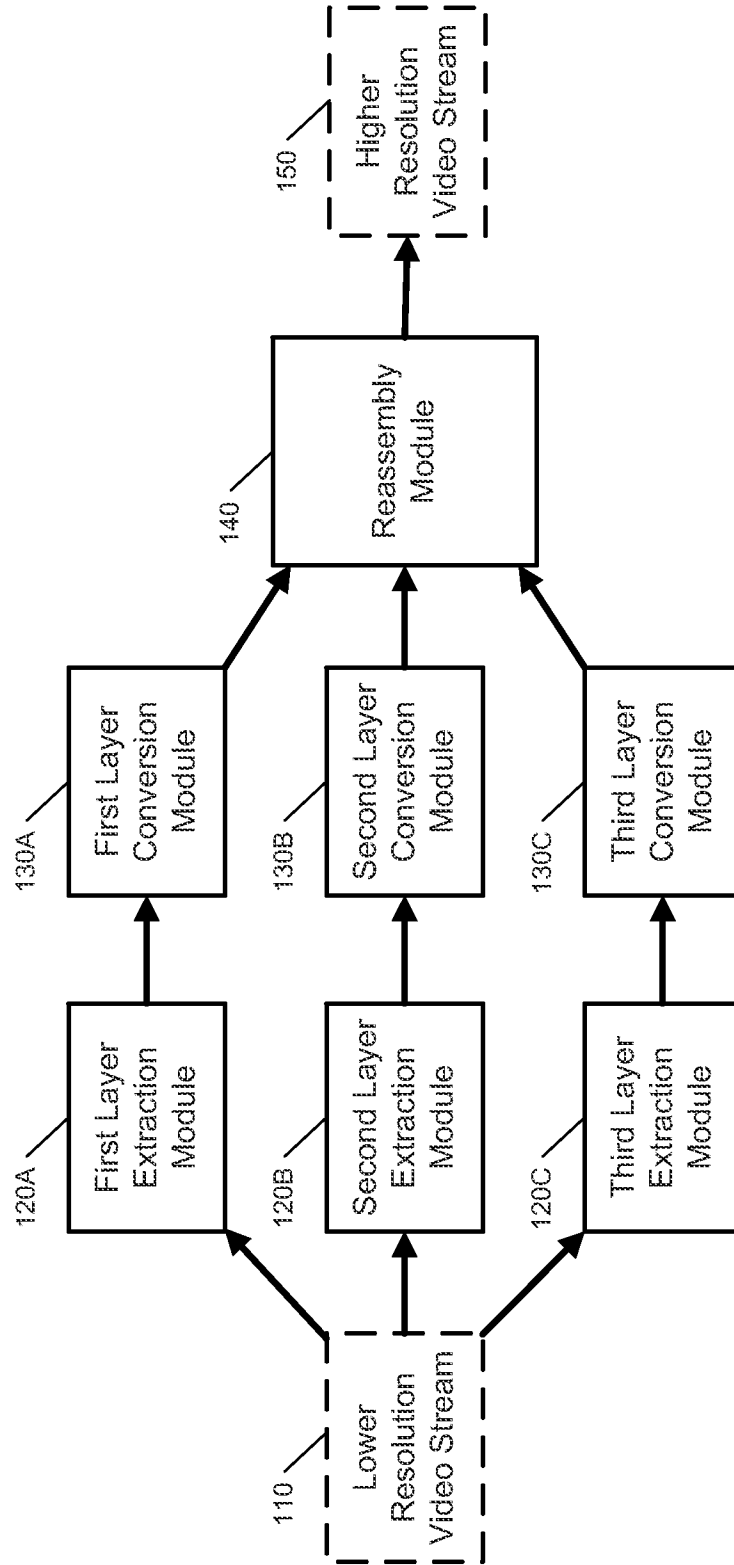 110
Lower
Resolution
Video Stream
120A
First Layer
Extraction
Module
120B
Second Layer
Extraction
Module
120C
Third Layer
Extraction
Module
130A
First Layer
Conversion
Module
130B
Second Layer
Conversion
Module
130C
Third Layer
Conversion
Module
140
Reassembly
Module
150
Higher
Resolution
Video Stream